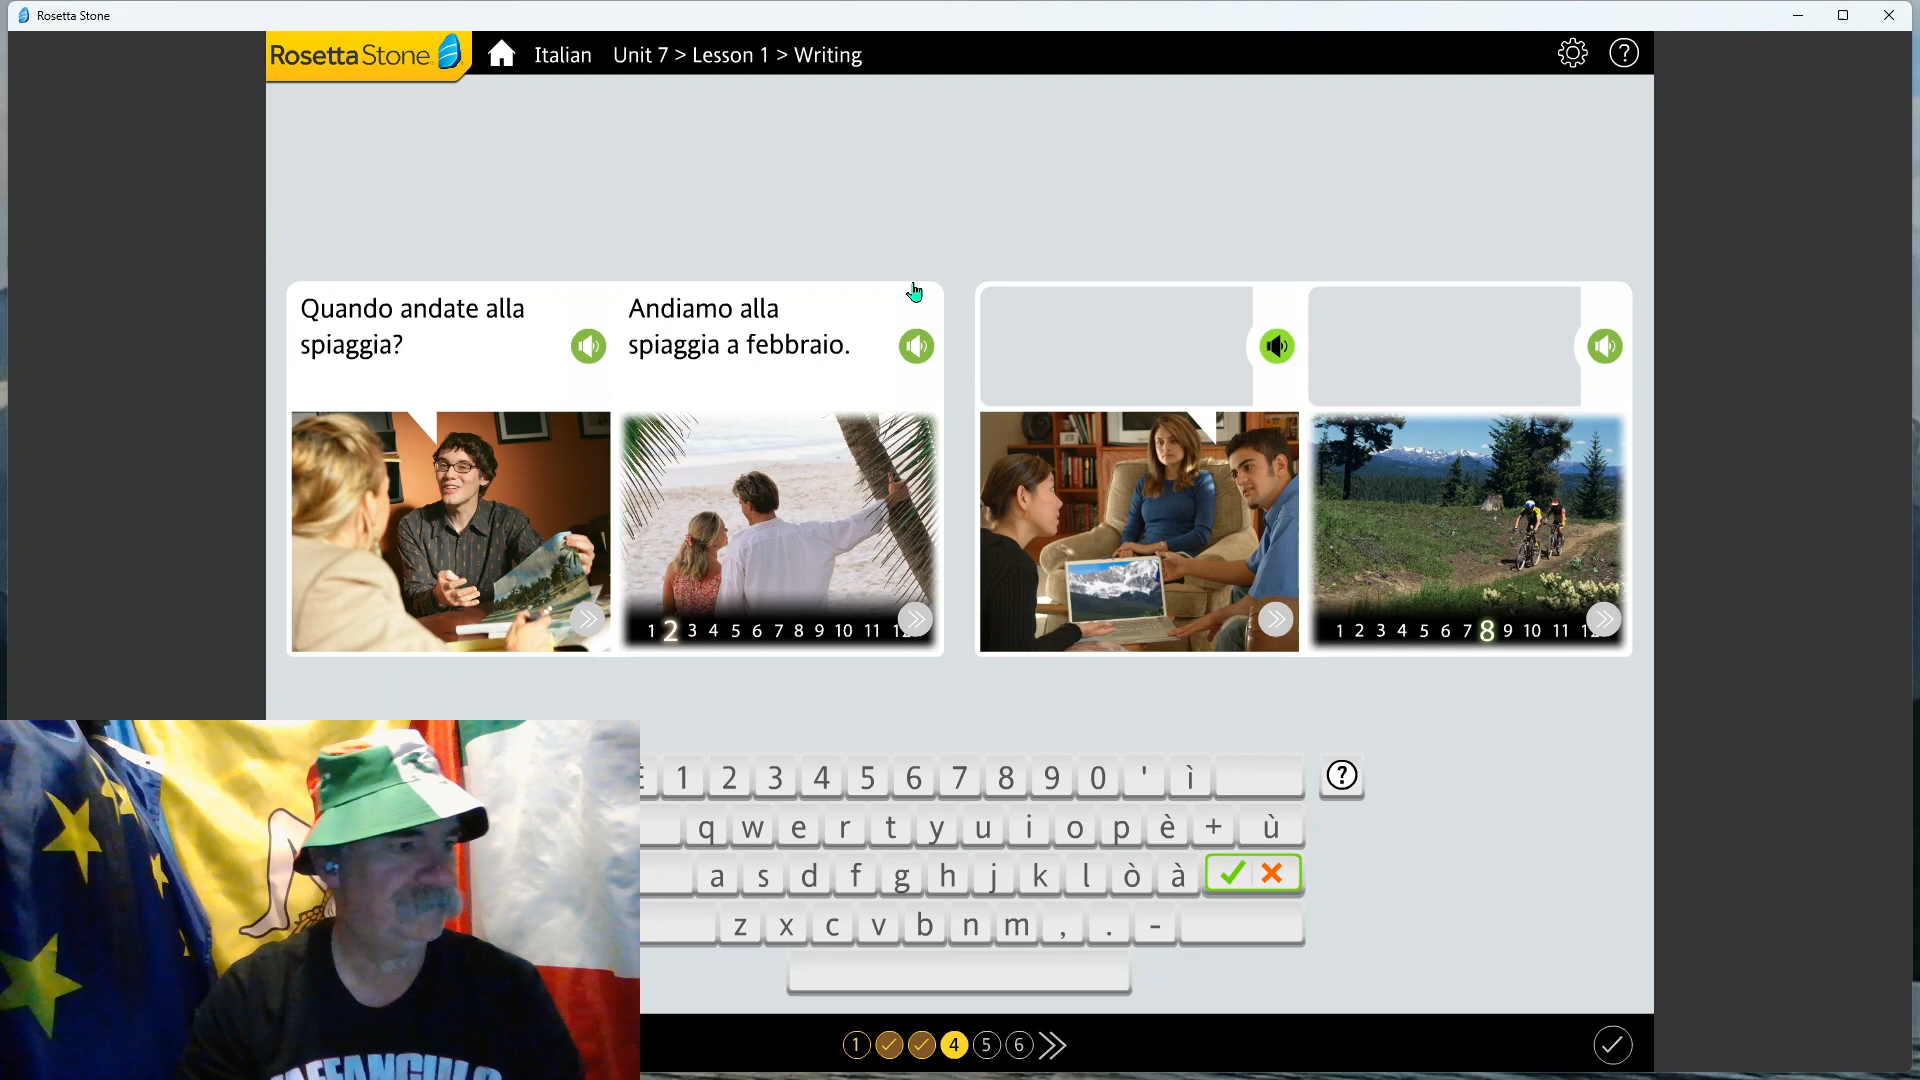 Rosetta Stone
RosettaStone Italian Unit 7 > Lesson 1 > Writing
Quando andate alla
spiaggia?
Andiamo alla
spiaggia a febbraio.
1 2 3 4 5 6 7 8 9 10 11
1 2 3 4 5 6 7 8 9 10 11
1 2 3 4 5 6 7 8 9 0 ' ì ?
q w e r t y u i o p è + ù
a s d f g h j k l ò à
z x c v b n m , . -
1 4 5 6